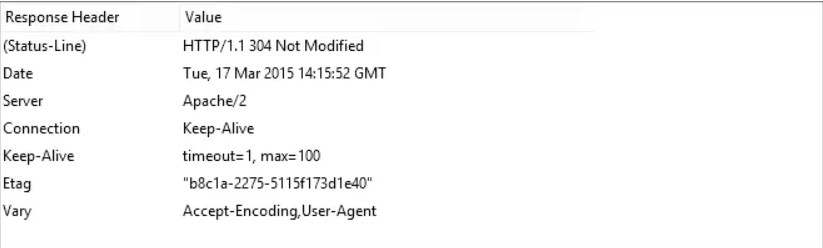 Response Header Value
(Status-Line) HTTP/1.1 304 Not Modified
Date Tue, 17 Mar 2015 14:15:52 GMT
Server Apache/2
Connection Keep-Alive
Keep-Alive timeout=1, max=100
Etag "b8c1a-2275-5115f173d1e40"
Vary Accept-Encoding,User-Agent